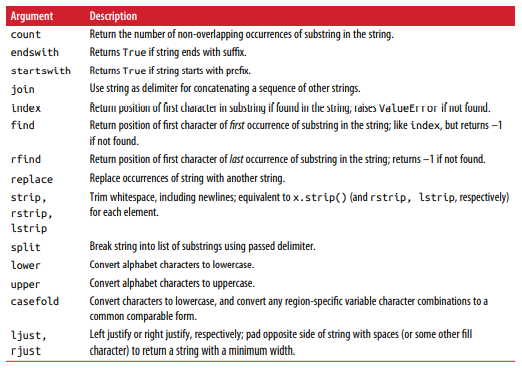 Argument Description
count Return the number of non-overlapping occurrences of substring in the string.
endswith Returns True if string ends with suffix.
startswith Returns True if string starts with prefix.
join Use string as delimiter for concatenating a sequence of other strings.
index Return position of first character in substring if found in the string; raises ValueError if not found.
find Return position of first character of first occurrence of substring in the string; like index, but returns −1
if not found.
rfind Return position of first character of last occurrence of substring in the string; returns −1 if not found.
replace Replace occurrences of string with another string.
strip, Trim whitespace, including newlines; equivalent to x.strip() (and rstrip, lstrip, respectively)
rstrip, for each element.
lstrip
split Break string into list of substrings using passed delimiter.
lower Convert alphabet characters to lowercase.
upper Convert alphabet characters to uppercase.
casefold Convert characters to lowercase, and convert any region-specific variable character combinations to a
common comparable form.
ljust, Left justify or right justify, respectively; pad opposite side of string with spaces (or some other fill
rjust character) to return a string with a minimum width.